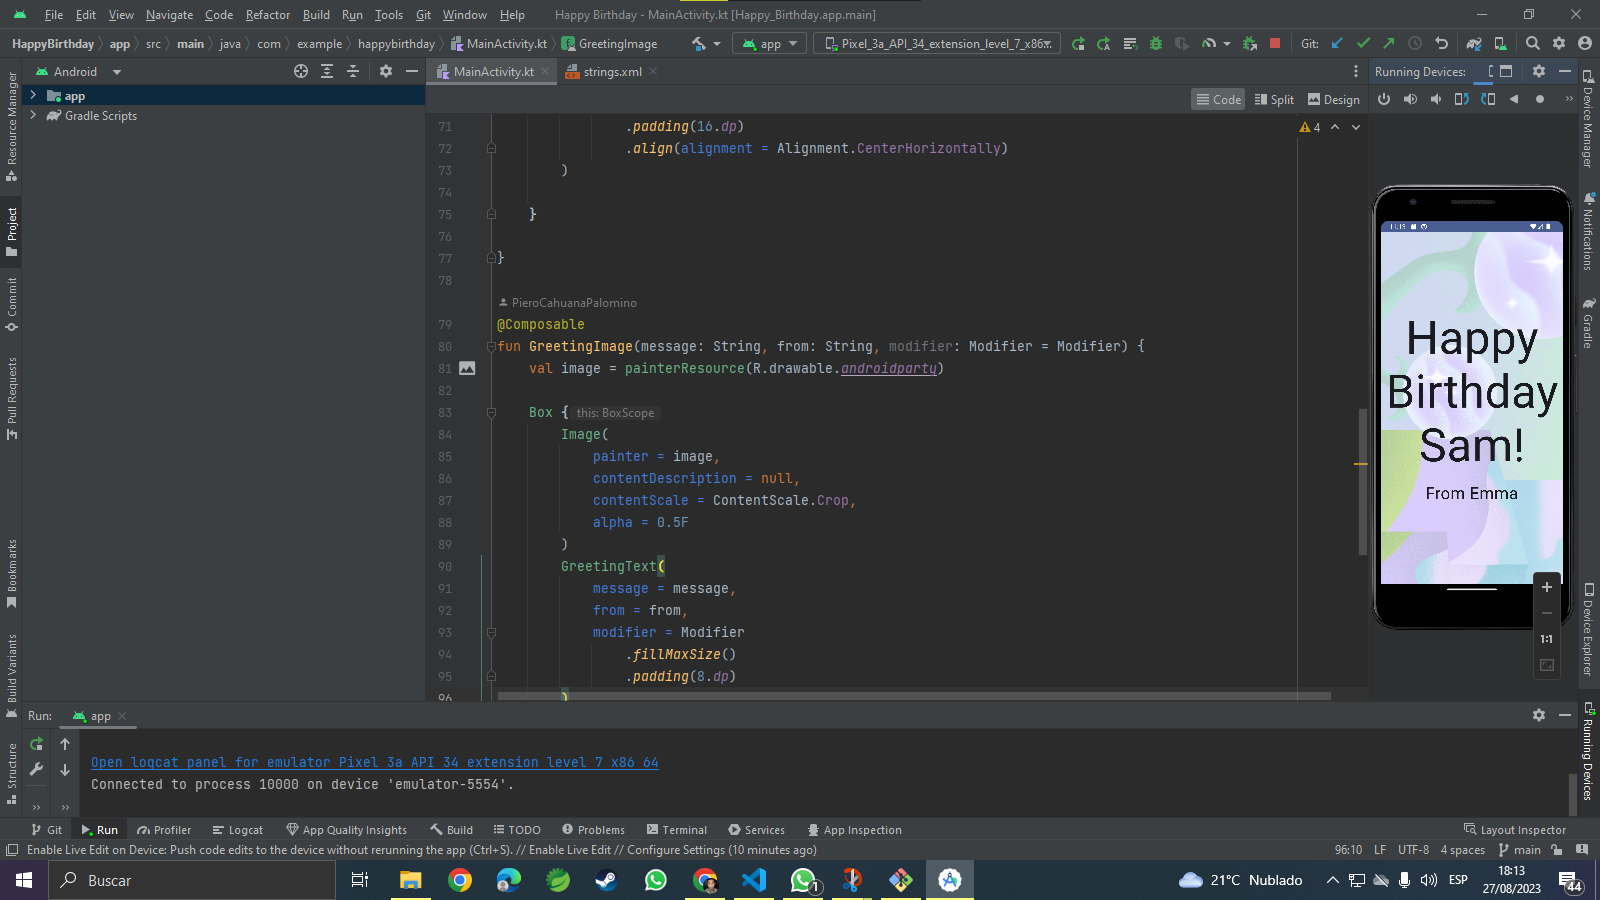 File Edit View Navigate Code Refactor Build Run Tools Git Window Help Happy Birthday - MainActivity.kt [Happy_Birthday.app.main]
HappyBirthday app src main java com example happybirthday MainActivity.kt GreetingImage app Pixel_3a_API_34_extension_level_7_x86 Git:
Android MainActivity.kt strings.xml Running Devices:
app
Gradle Scripts
Code Split Design
71 .padding(16.dp) 4
72 .align(alignment = Alignment.CenterHorizontally)
73 )
74
75 }
76
77 }
78
PieroCahuanaPalomino
79 @Composable
80 fun GreetingImage(message: String, from: String, modifier: Modifier = Modifier) {
81 val image = painterResource(R.drawable.androidparty)
82
83 Box { this: BoxScope
84 Image(
85 painter = image,
86 contentDescription = null,
87 contentScale = ContentScale.Crop,
88 alpha = 0.5F
89 )
90 GreetingText(
91 message = message,
92 from = from,
93 modifier = Modifier
94 .fillMaxSize()
95 .padding(8.dp)
96 )
Happy
Birthday
Sam!
From Emma
1:1
Resource Manager
Project
Commit
Pull Requests
Bookmarks
Build Variants
Structure
Device Manager
Notifications
Gradle
Device Explorer
Running Devices
Run: app
Open logcat panel for emulator Pixel 3a API 34 extension level 7 x86 64
Connected to process 10000 on device 'emulator-5554'.
Git Run Profiler Logcat App Quality Insights Build TODO Problems Terminal Services App Inspection Layout Inspector
Enable Live Edit on Device: Push code edits to the device without rerunning the app (Ctrl+S). // Enable Live Edit // Configure Settings (10 minutes ago) 96:10 LF UTF-8 4 spaces main
Buscar 1 21°C Nublado ESP 18:13
27/08/2023 44